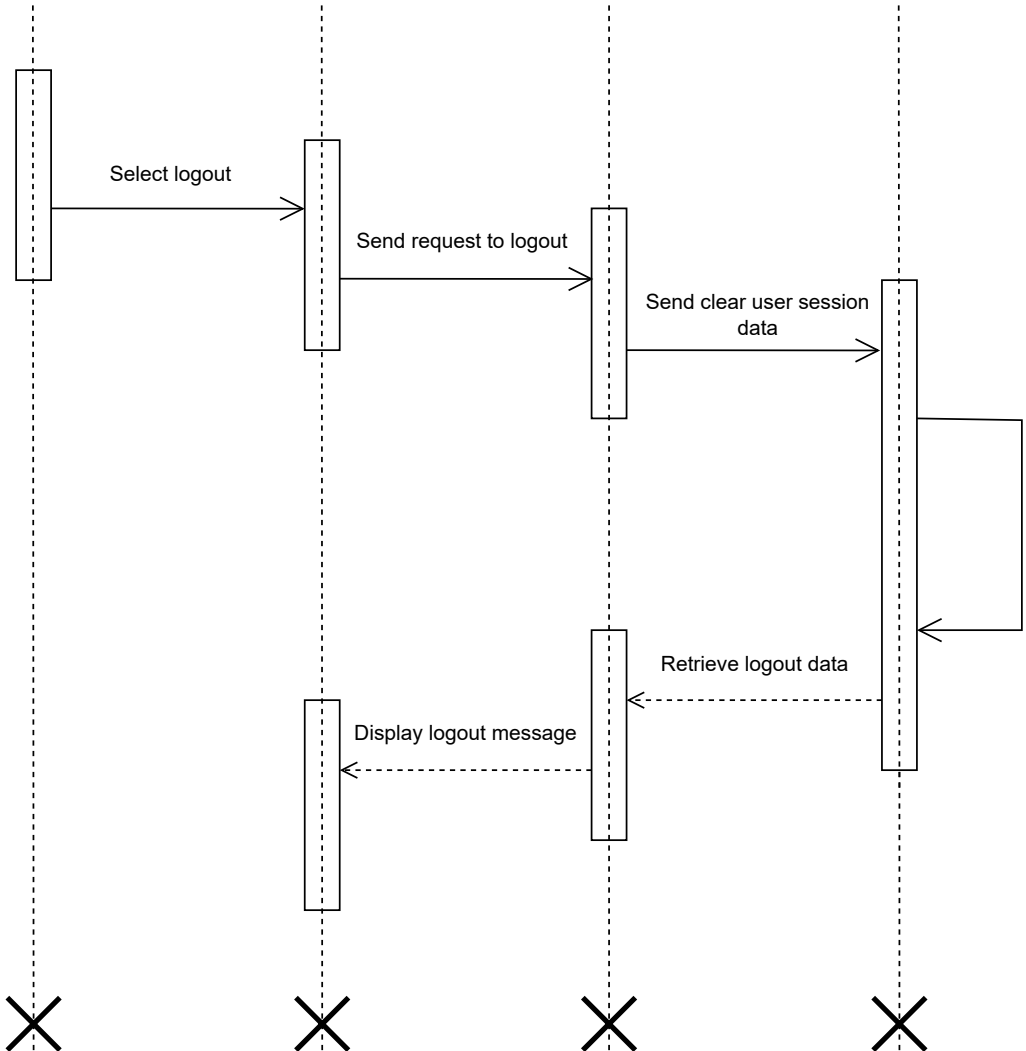 Select logout
Send request to logout
Send clear user session
data
Retrieve logout data
Display logout message